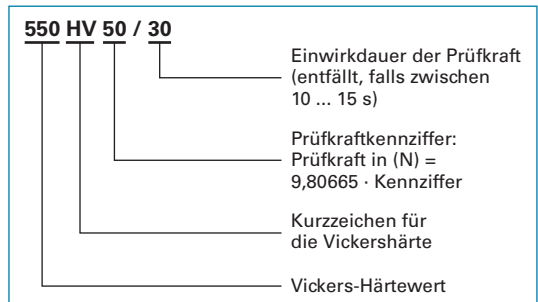 550 HV 50 / 30
Einwirkdauer der Prüfkraft
(entfällt, falls zwischen
10 ... 15 s)
Prüfkraftkennziffer:
Prüfkraft in (N) =
9,80665 · Kennziffer
Kurzzeichen für
die Vickershärte
Vickers-Härtewert